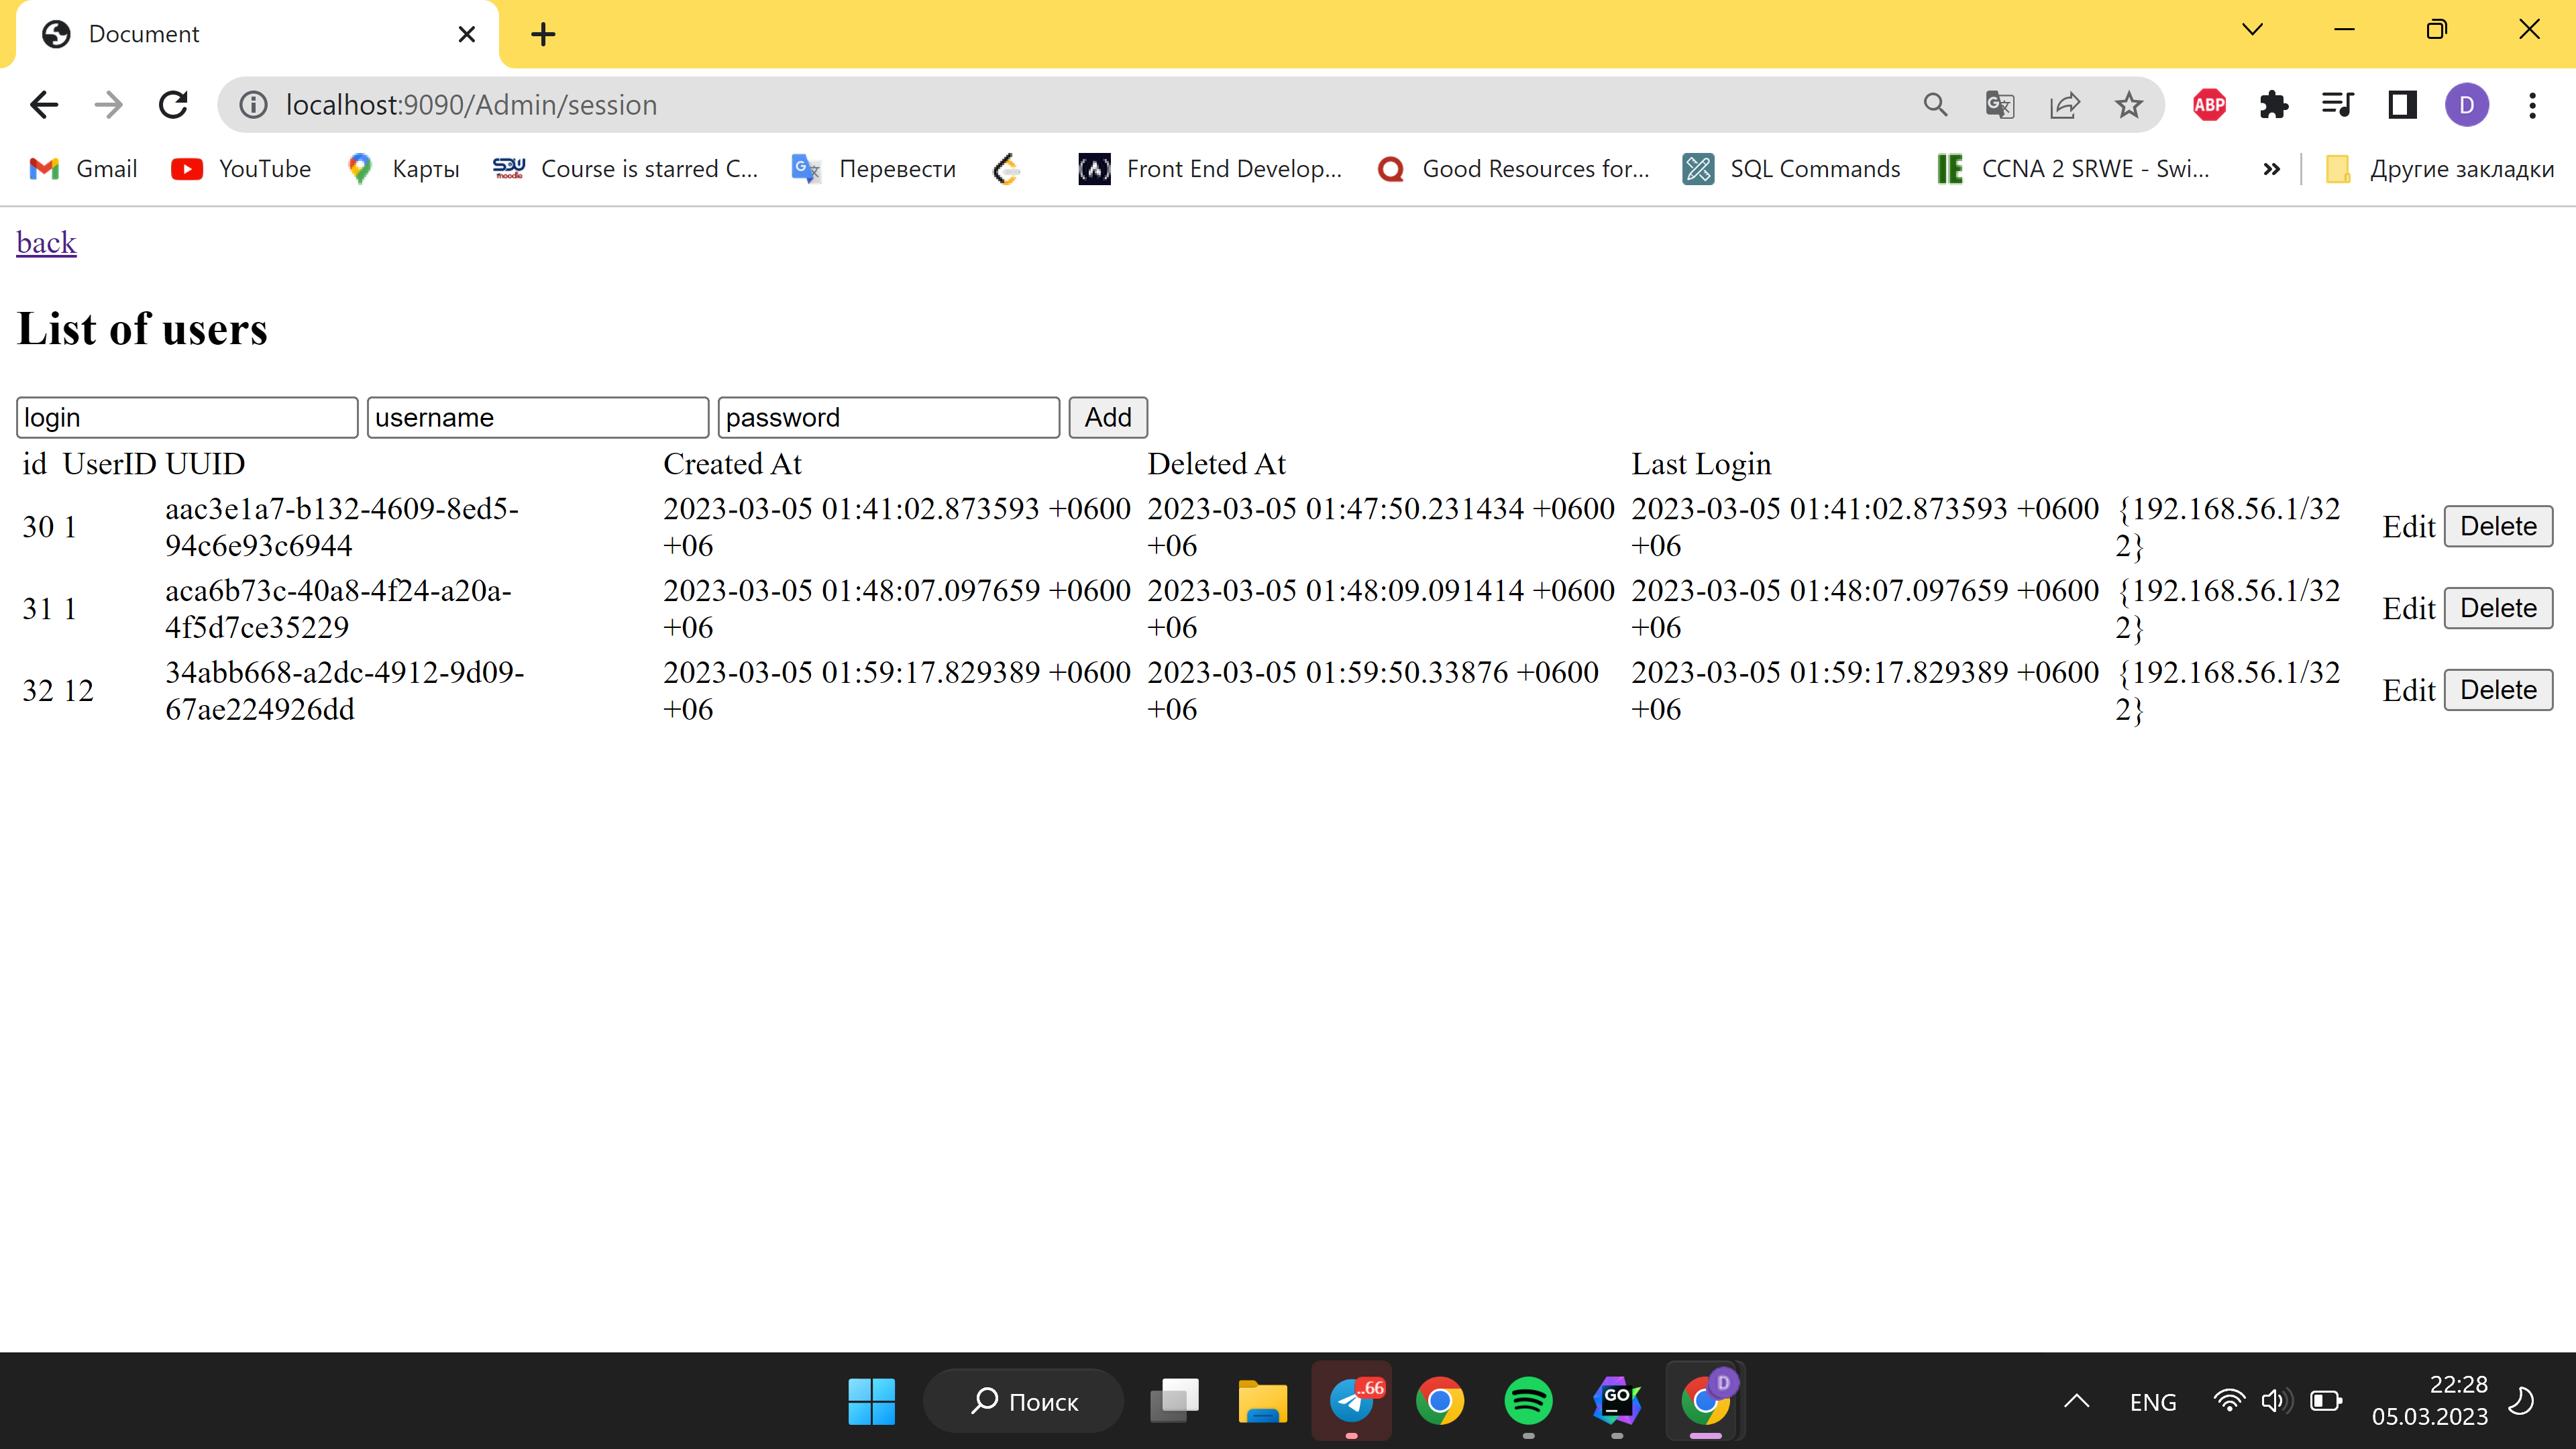 Document
localhost:9090/Admin/session
ABP
D
Gmail
YouTube
Карты
SDU moodle
Course is starred C...
Перевести
Front End Develop...
Good Resources for...
SQL Commands
IE
CCNA 2 SRWE - Swi...
»
Другие закладки
back
List of users
login username password Add
id UserID UUID Created At Deleted At Last Login
30 1 aac3e1a7-b132-4609-8ed5- 2023-03-05 01:41:02.873593 +0600 2023-03-05 01:47:50.231434 +0600 2023-03-05 01:41:02.873593 +0600 {192.168.56.1/32 Edit Delete
94c6e93c6944 +06 +06 +06 2}
31 1 aca6b73c-40a8-4f24-a20a- 2023-03-05 01:48:07.097659 +0600 2023-03-05 01:48:09.091414 +0600 2023-03-05 01:48:07.097659 +0600 {192.168.56.1/32 Edit Delete
4f5d7ce35229 +06 +06 +06 2}
32 12 34abb668-a2dc-4912-9d09- 2023-03-05 01:59:17.829389 +0600 2023-03-05 01:59:50.33876 +0600 2023-03-05 01:59:17.829389 +0600 {192.168.56.1/32 Edit Delete
67ae224926dd +06 +06 +06 2}
Поиск
..66
GO
D
ENG
22:28
05.03.2023